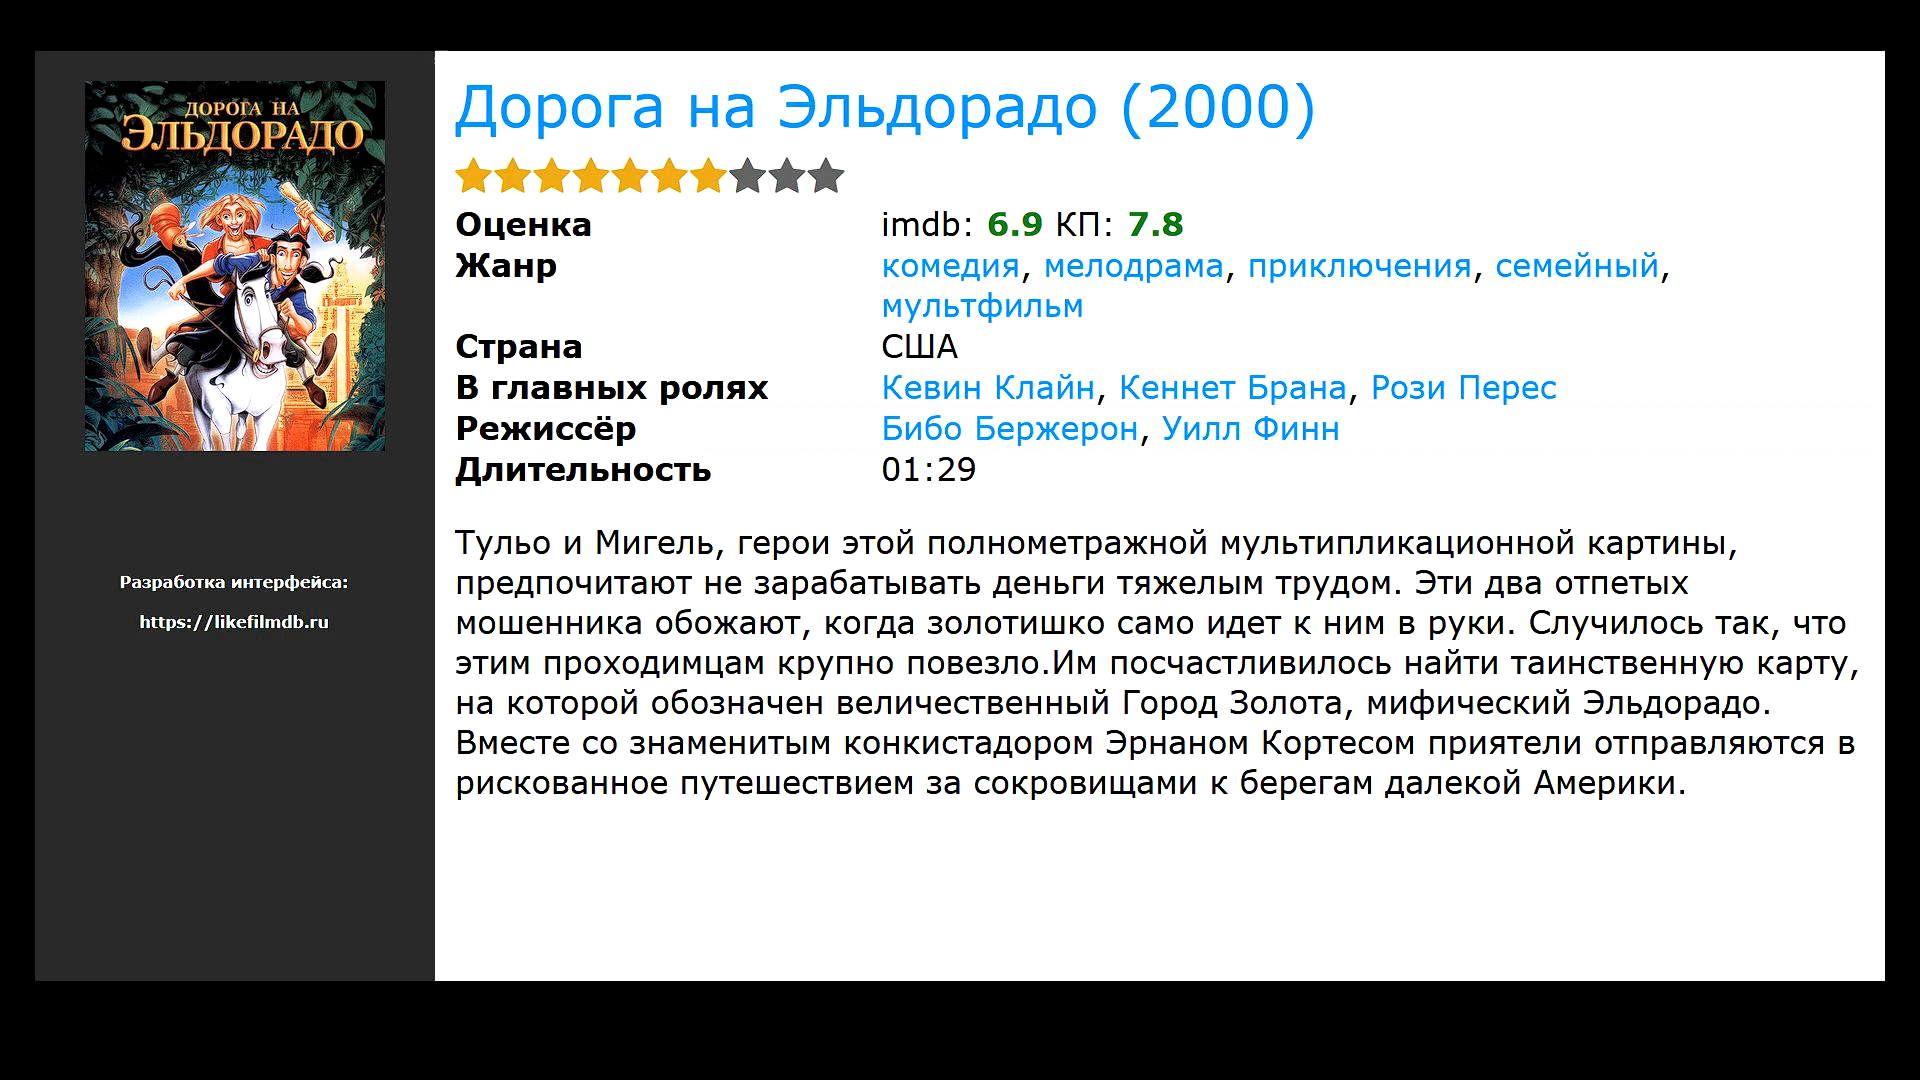 ДОРОГА НА
ЭЛЬДОРАДО
Разработка интерфейса:
https://likefilmdb.ru
Дорога на Эльдорадо (2000)
Оценка imdb: 6.9 КП: 7.8
Жанр комедия, мелодрама, приключения, семейный,
мультфильм
Страна США
В главных ролях Кевин Клайн, Кеннет Брана, Рози Перес
Режиссёр Бибо Бержерон, Уилл Финн
Длительность 01:29
Тульо и Мигель, герои этой полнометражной мультипликационной картины,
предпочитают не зарабатывать деньги тяжелым трудом. Эти два отпетых
мошенника обожают, когда золотишко само идет к ним в руки. Случилось так, что
этим проходимцам крупно повезло.Им посчастливилось найти таинственную карту,
на которой обозначен величественный Город Золота, мифический Эльдорадо.
Вместе со знаменитым конкистадором Эрнаном Кортесом приятели отправляются в
рискованное путешествием за сокровищами к берегам далекой Америки.